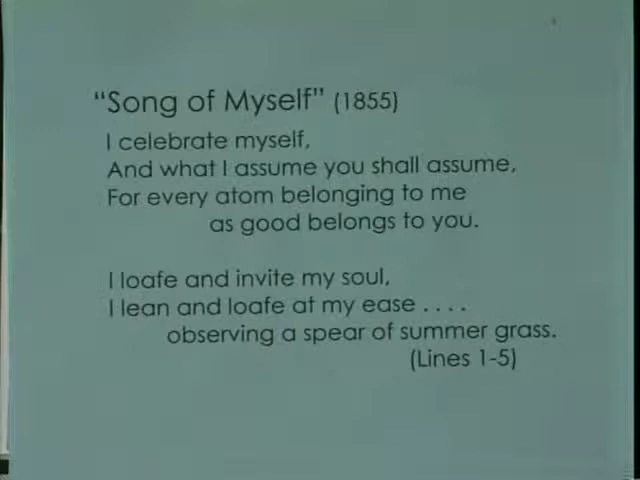 "Song of Myself" (1855)
I celebrate myself,
And what I assume you shall assume,
For every atom belonging to me
as good belongs to you.
I loafe and invite my soul,
I lean and loafe at my ease . . . .
observing a spear of summer grass.
(Lines 1-5)